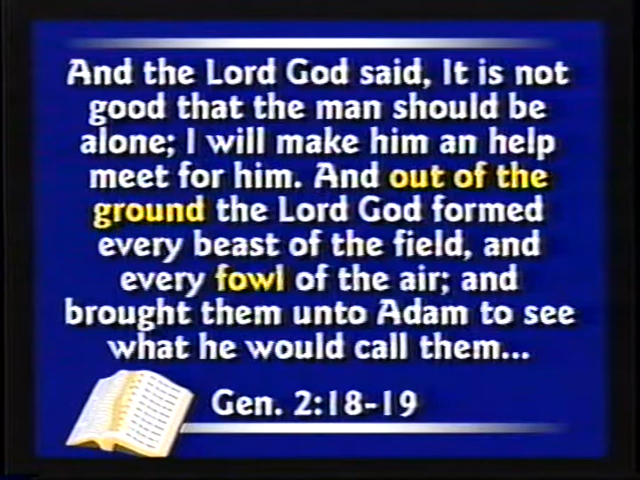 And the Lord God said, It is not
good that the man should be
alone; I will make him an help
meet for him. And out of the
ground the Lord God formed
every beast of the field, and
every fowl of the air; and
brought them unto Adam to see
what he would call them...
Gen. 2:18-19